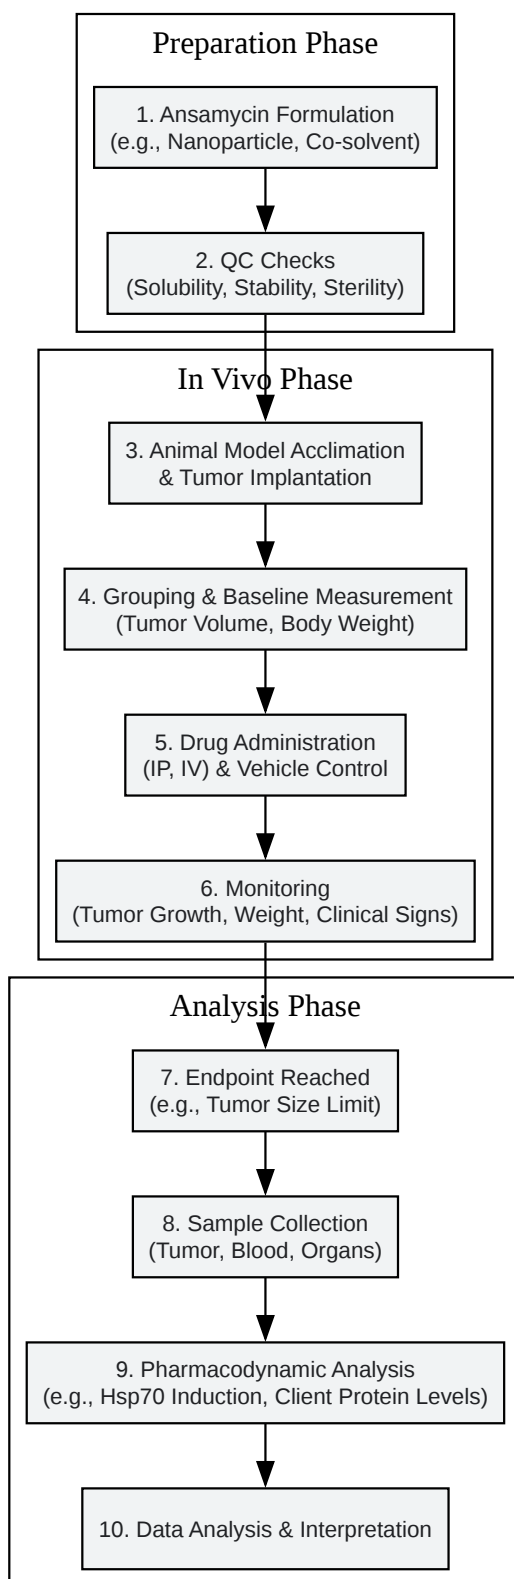 Preparation Phase
1. Ansamycin Formulation
(e.g., Nanoparticle, Co-solvent)
2. QC Checks
(Solubility, Stability, Sterility)
In Vivo Phase
3. Animal Model Acclimation
& Tumor Implantation
4. Grouping & Baseline Measurement
(Tumor Volume, Body Weight)
5. Drug Administration
(IP, IV) & Vehicle Control
6. Monitoring
(Tumor Growth, Weight, Clinical Signs)
Analysis Phase
7. Endpoint Reached
(e.g., Tumor Size Limit)
8. Sample Collection
(Tumor, Blood, Organs)
9. Pharmacodynamic Analysis
(e.g., Hsp70 Induction, Client Protein Levels)
10. Data Analysis & Interpretation